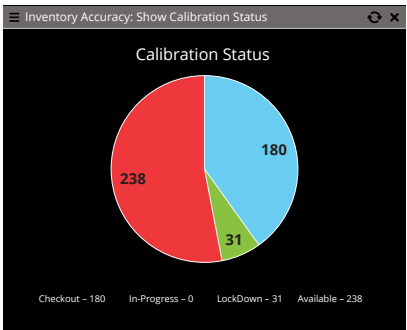 Inventory Accuracy: Show Calibration Status
Calibration Status
180
238
31
Checkout – 180 In-Progress – 0 LockDown – 31 Available – 238